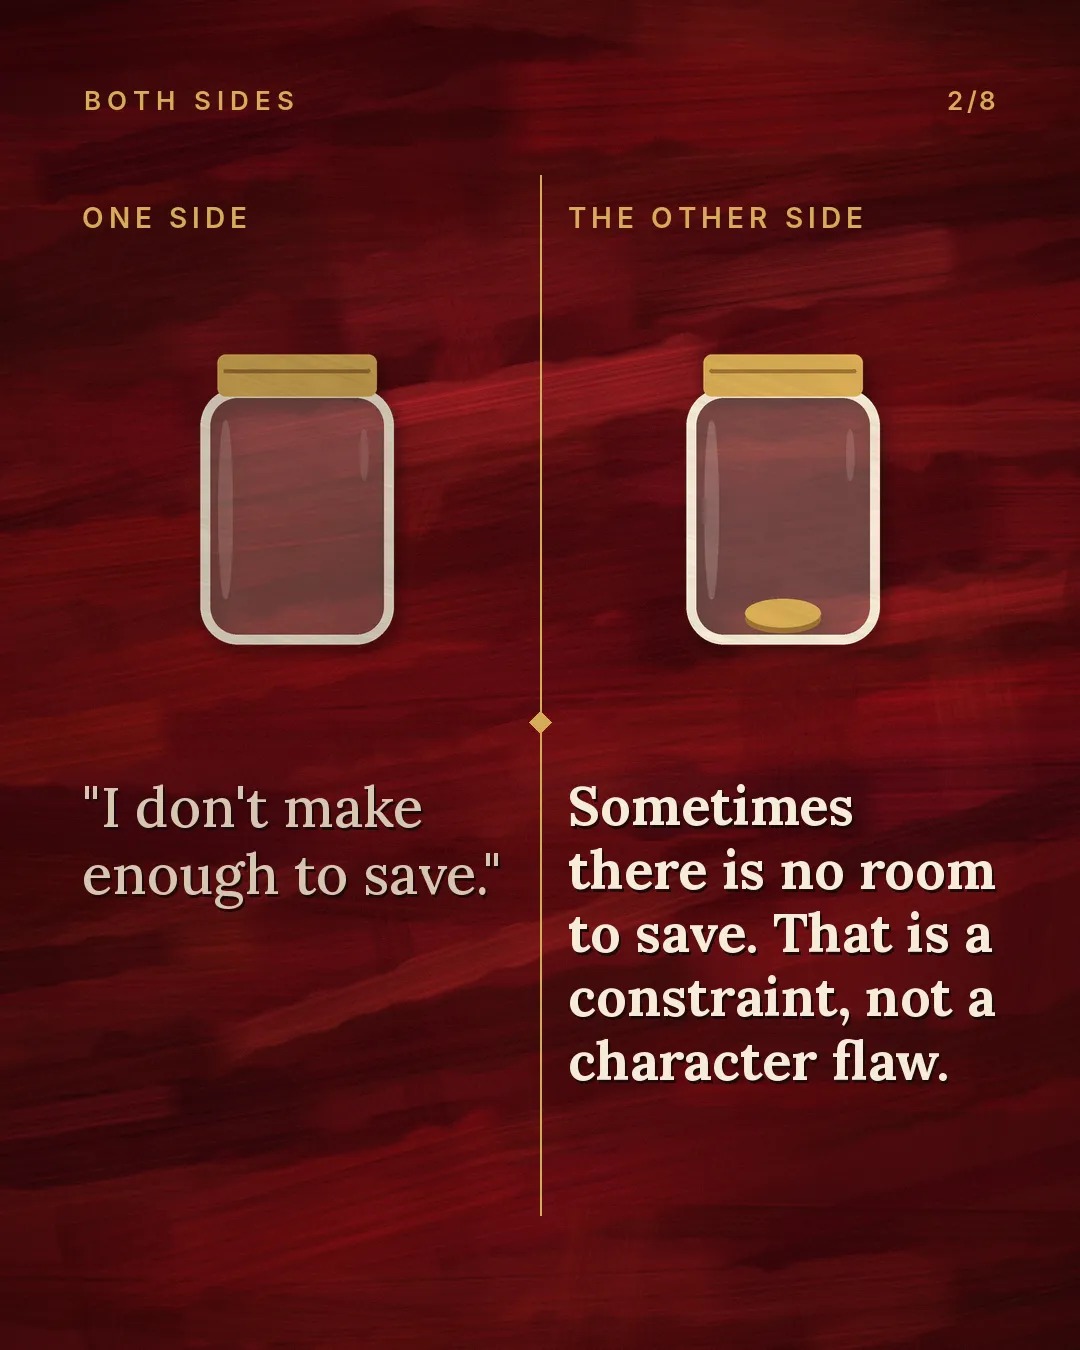 BOTH SIDES
2/8
ONE SIDE
THE OTHER SIDE
"I don't make
enough to save."
Sometimes
there is no room
to save. That is a
constraint, not a
character flaw.